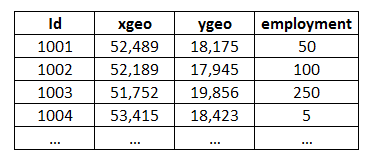 Id xgeo ygeo employment
1001 52,489 18,175 50
1002 52,189 17,945 100
1003 51,752 19,856 250
1004 53,415 18,423 5
... ... ... ...